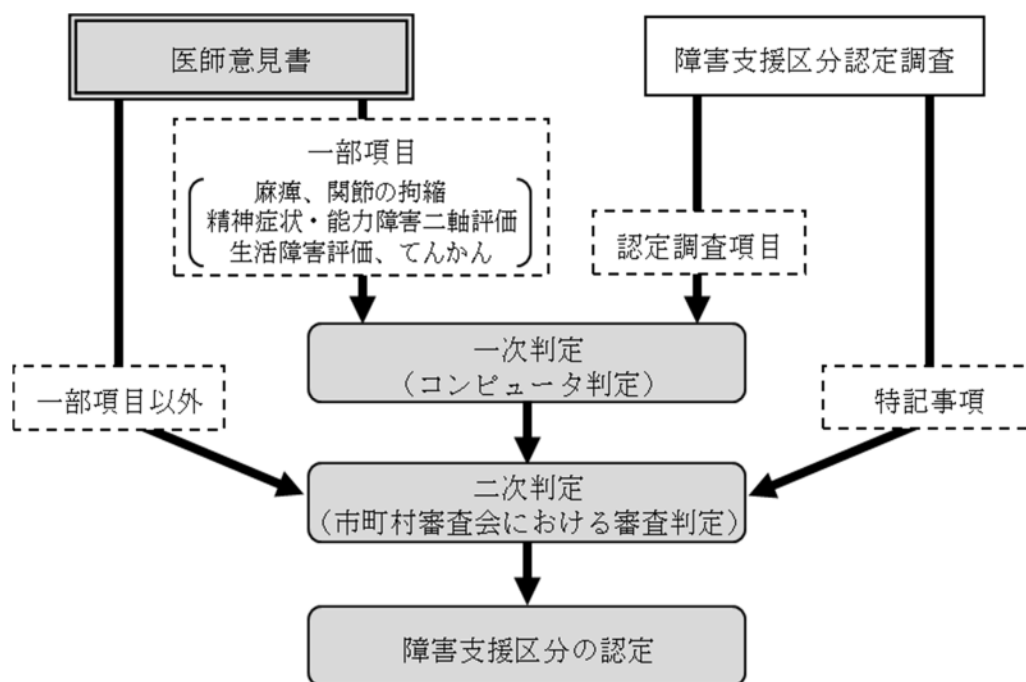 医師意見書
障害支援区分認定調査
一部項目
麻痺、関節の拘縮
精神症状・能力障害二軸評価
生活障害評価、てんかん
認定調査項目
一次判定
（コンピュータ判定）
一部項目以外
特記事項
二次判定
（市町村審査会における審査判定）
障害支援区分の認定